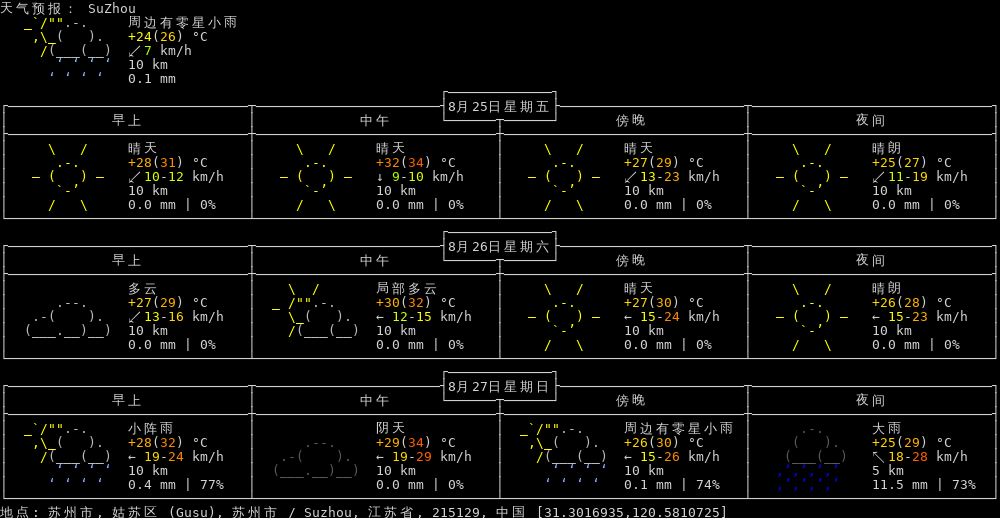 天气预报： SuZhou
周边有零星小雨
+24(26) °C
↙ 7 km/h
10 km
0.1 mm
8月25日星期五
早上 中午 傍晚 夜间
晴天 晴天 晴天 晴朗
+28(31) °C +32(34) °C +27(29) °C +25(27) °C
↙ 10-12 km/h ↓ 9-10 km/h ↙ 13-23 km/h ↙ 11-19 km/h
10 km 10 km 10 km 10 km
0.0 mm | 0% 0.0 mm | 0% 0.0 mm | 0% 0.0 mm | 0%
8月26日星期六
早上 中午 傍晚 夜间
多云 局部多云 晴天 晴朗
+27(29) °C +30(32) °C +27(30) °C +26(28) °C
↙ 13-16 km/h ← 12-15 km/h ← 15-24 km/h ← 15-23 km/h
10 km 10 km 10 km 10 km
0.0 mm | 0% 0.0 mm | 0% 0.0 mm | 0% 0.0 mm | 0%
8月27日星期日
早上 中午 傍晚 夜间
小阵雨 阴天 周边有零星小雨 大雨
+28(32) °C +29(34) °C +26(30) °C +25(29) °C
← 19-24 km/h ← 19-29 km/h ← 15-26 km/h ↖ 18-28 km/h
10 km 10 km 10 km 5 km
0.4 mm | 77% 0.0 mm | 0% 0.1 mm | 74% 11.5 mm | 73%
地点: 苏州市, 姑苏区 (Gusu), 苏州市 / Suzhou, 江苏省, 215129, 中国 [31.3016935,120.5810725]